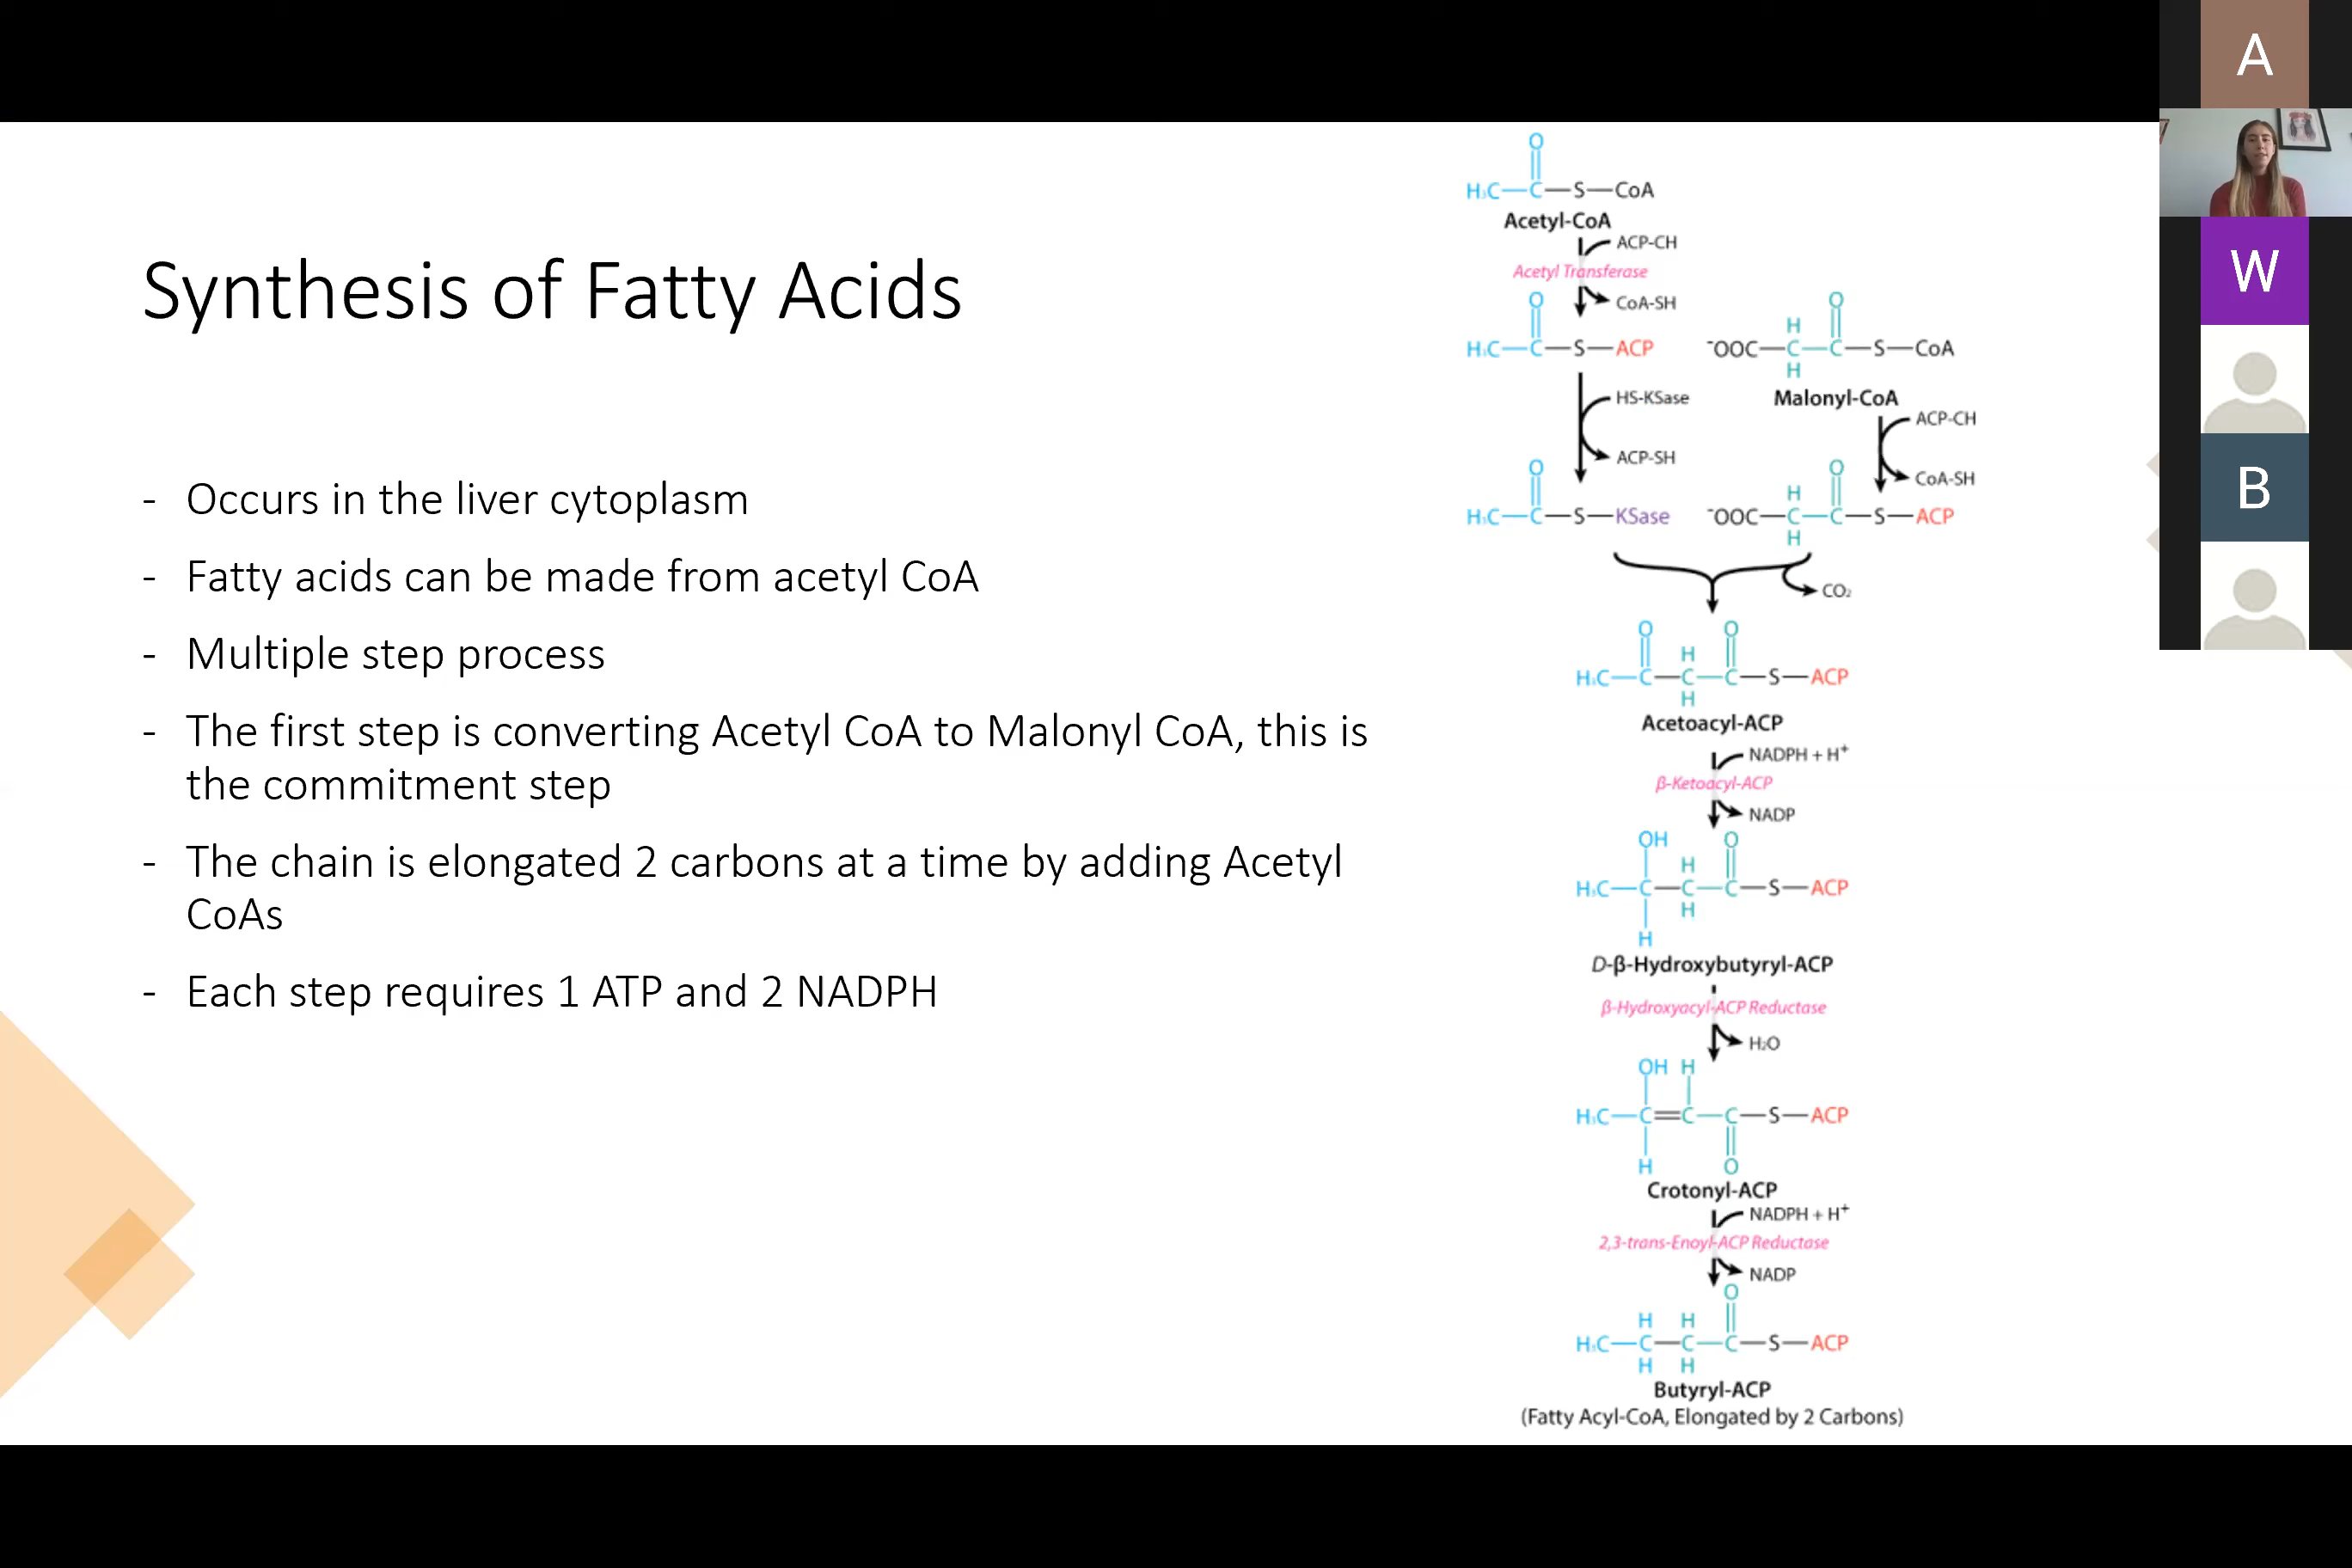 Synthesis of Fatty Acids
- Occurs in the liver cytoplasm
- Fatty acids can be made from acetyl CoA
- Multiple step process
- The first step is converting Acetyl CoA to Malonyl CoA, this is
the commitment step
- The chain is elongated 2 carbons at a time by adding Acetyl
CoAs
- Each step requires 1 ATP and 2 NADPH
O
H₃C—C—S—CoA
Acetyl-CoA
ACP-CH
Acetyl Transferase
CoA-SH
O
H₃C—C—S—ACP
HS-KSase
ACP-SH
O
H₃C—C—S—KSase
H O
⁻OOC—C—C—S—CoA
H
Malonyl-CoA
ACP-CH
CoA-SH
H O
⁻OOC—C—C—S—ACP
H
CO₂
O H O
H₃C—C—C—C—S—ACP
H
Acetoacyl-ACP
NADPH + H⁺
β-Ketoacyl-ACP
NADP
OH H O
H₃C—C—C—C—S—ACP
H
H
D-β-Hydroxybutyryl-ACP
β-Hydroxyacyl-ACP Reductase
H₂O
OH H
H₃C—C=C—C—S—ACP
H O
Crotonyl-ACP
NADPH + H⁺
2,3-trans-Enoyl-ACP Reductase
NADP
O
H H
H₃C—C—C—C—S—ACP
H H
Butyryl-ACP
(Fatty Acyl-CoA, Elongated by 2 Carbons)
A
W
B